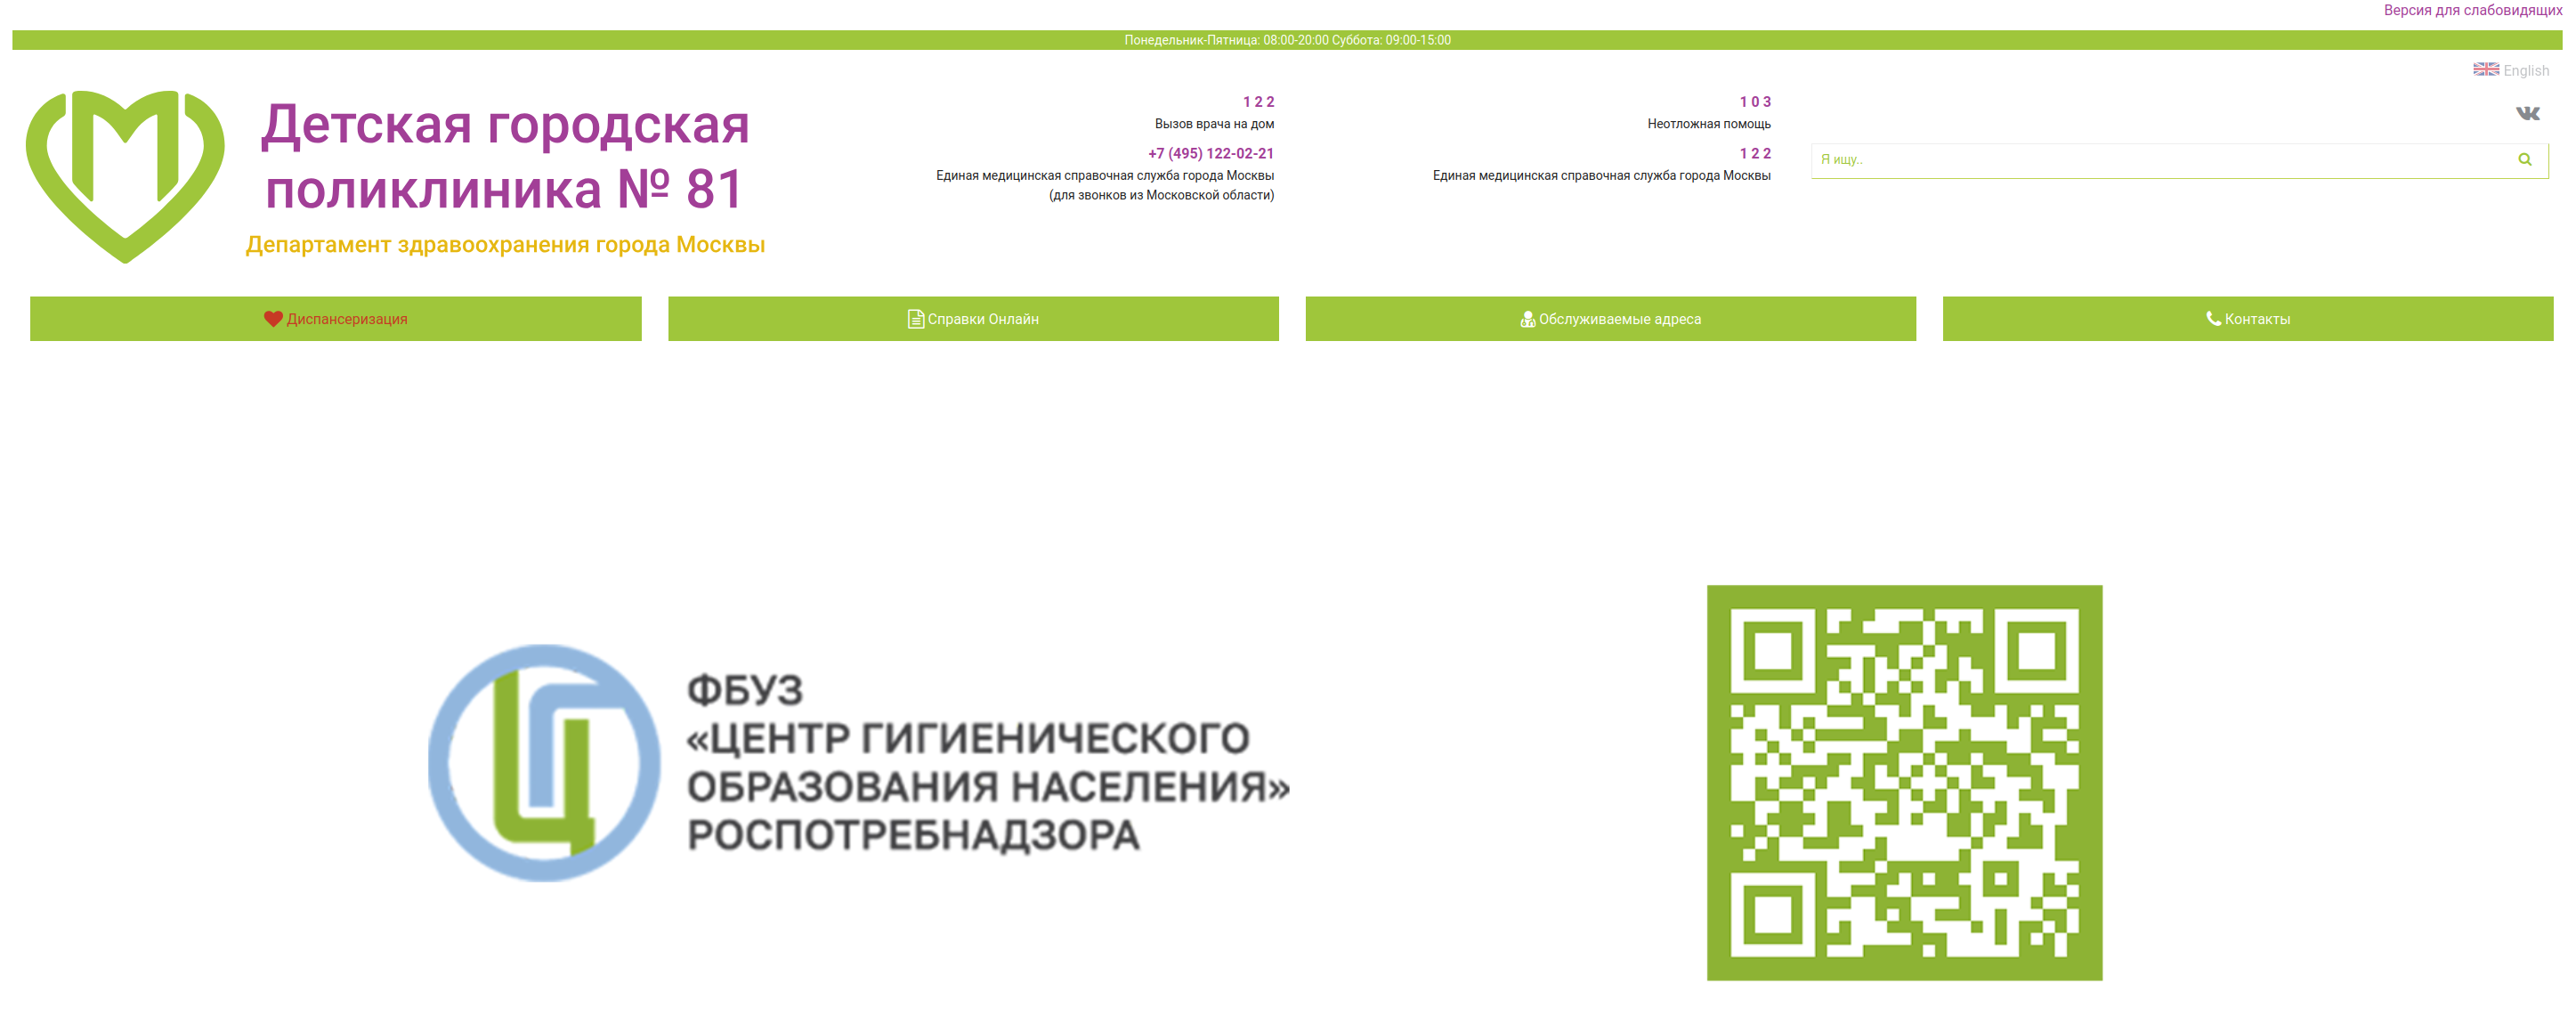 Версия для слабовидящих
Понедельник-Пятница: 08:00-20:00 Суббота: 09:00-15:00
English
Детская городская
поликлиника № 81
Департамент здравоохранения города Москвы
1 2 2
Вызов врача на дом
+7 (495) 122-02-21
Единая медицинская справочная служба города Москвы
(для звонков из Московской области)
1 0 3
Неотложная помощь
1 2 2
Единая медицинская справочная служба города Москвы
Я ищу..
Диспансеризация
Справки Онлайн
Обслуживаемые адреса
Контакты
ФБУЗ
«ЦЕНТР ГИГИЕНИЧЕСКОГО
ОБРАЗОВАНИЯ НАСЕЛЕНИЯ»
РОСПОТРЕБНАДЗОРА